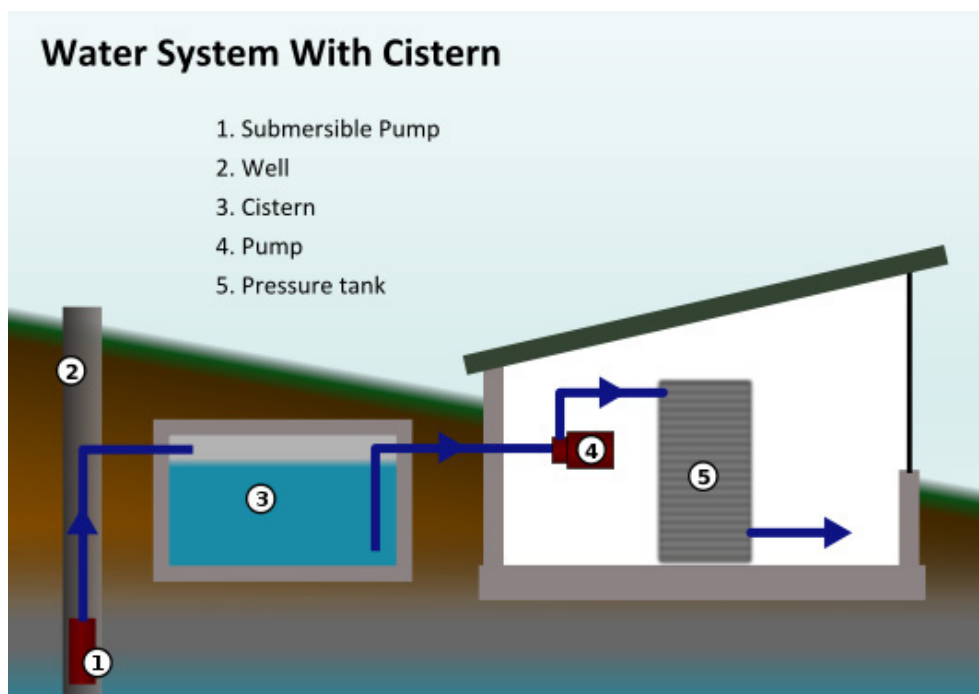 Water System With Cistern
1. Submersible Pump
2. Well
3. Cistern
4. Pump
5. Pressure tank
2
3
4
5
1